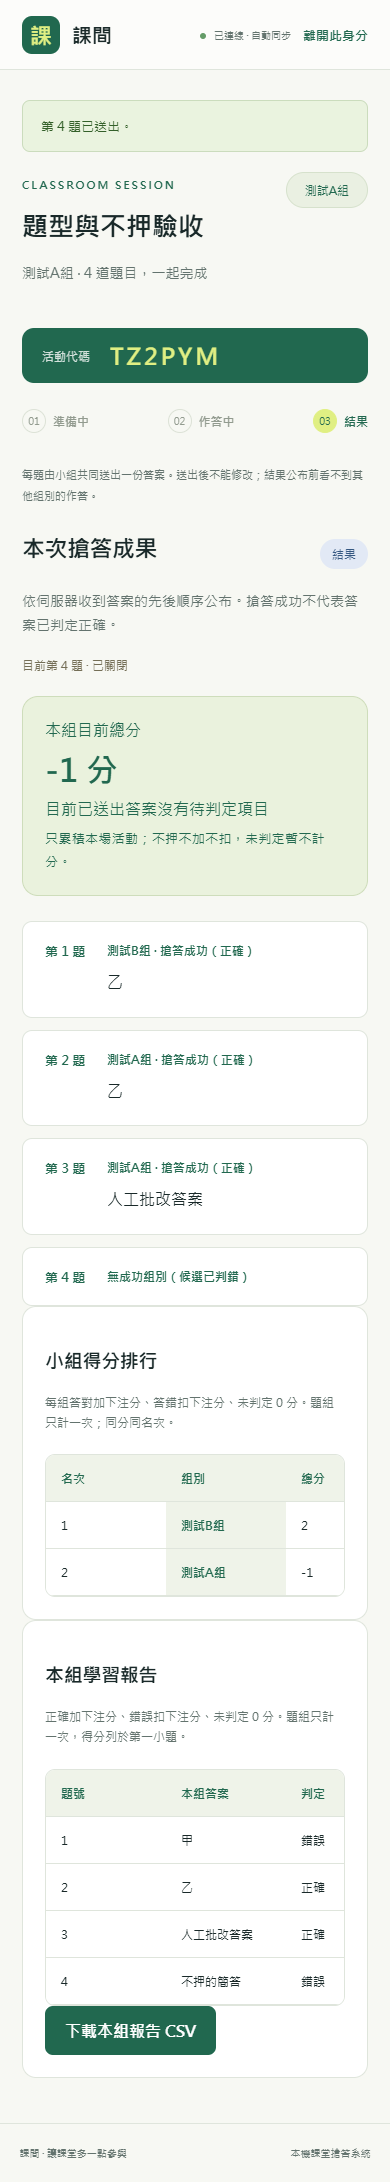 課 課間 已連線 · 自動同步 離開此身分
第 4 題已送出。
CLASSROOM SESSION
測試A組
題型與不押驗收
測試A組 · 4 道題目，一起完成
活動代碼 TZ2PYM
01 準備中 02 作答中 03 結果
每題由小組共同送出一份答案。送出後不能修改；結果公布前看不到其
他組別的作答。
本次搶答成果 結果
依伺服器收到答案的先後順序公布。搶答成功不代表答
案已判定正確。
目前第 4 題 · 已關閉
本組目前總分
-1 分
目前已送出答案沒有待判定項目
只累積本場活動；不押不加不扣，未判定暫不計
分。
第 1 題 測試B組 · 搶答成功（正確）
乙
第 2 題 測試A組 · 搶答成功（正確）
乙
第 3 題 測試A組 · 搶答成功（正確）
人工批改答案
第 4 題 無成功組別（候選已判錯）
小組得分排行
每組答對加下注分、答錯扣下注分、未判定 0 分。題組
只計一次；同分同名次。
名次 組別 總分
1 測試B組 2
2 測試A組 -1
本組學習報告
正確加下注分、錯誤扣下注分、未判定 0 分。題組只計
一次，得分列於第一小題。
題號 本組答案 判定
1 甲 錯誤
2 乙 正確
3 人工批改答案 正確
4 不押的簡答 錯誤
下載本組報告 CSV
課間 · 讓課堂多一點參與 本機課堂搶答系統